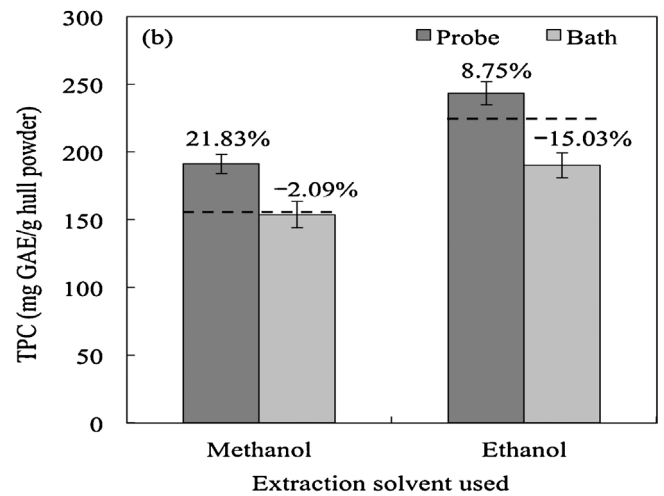 (b)
Probe
Bath
TPC (mg GAE/g hull powder)
300
250
200
150
100
50
0
21.83%
−2.09%
8.75%
−15.03%
Methanol
Ethanol
Extraction solvent used